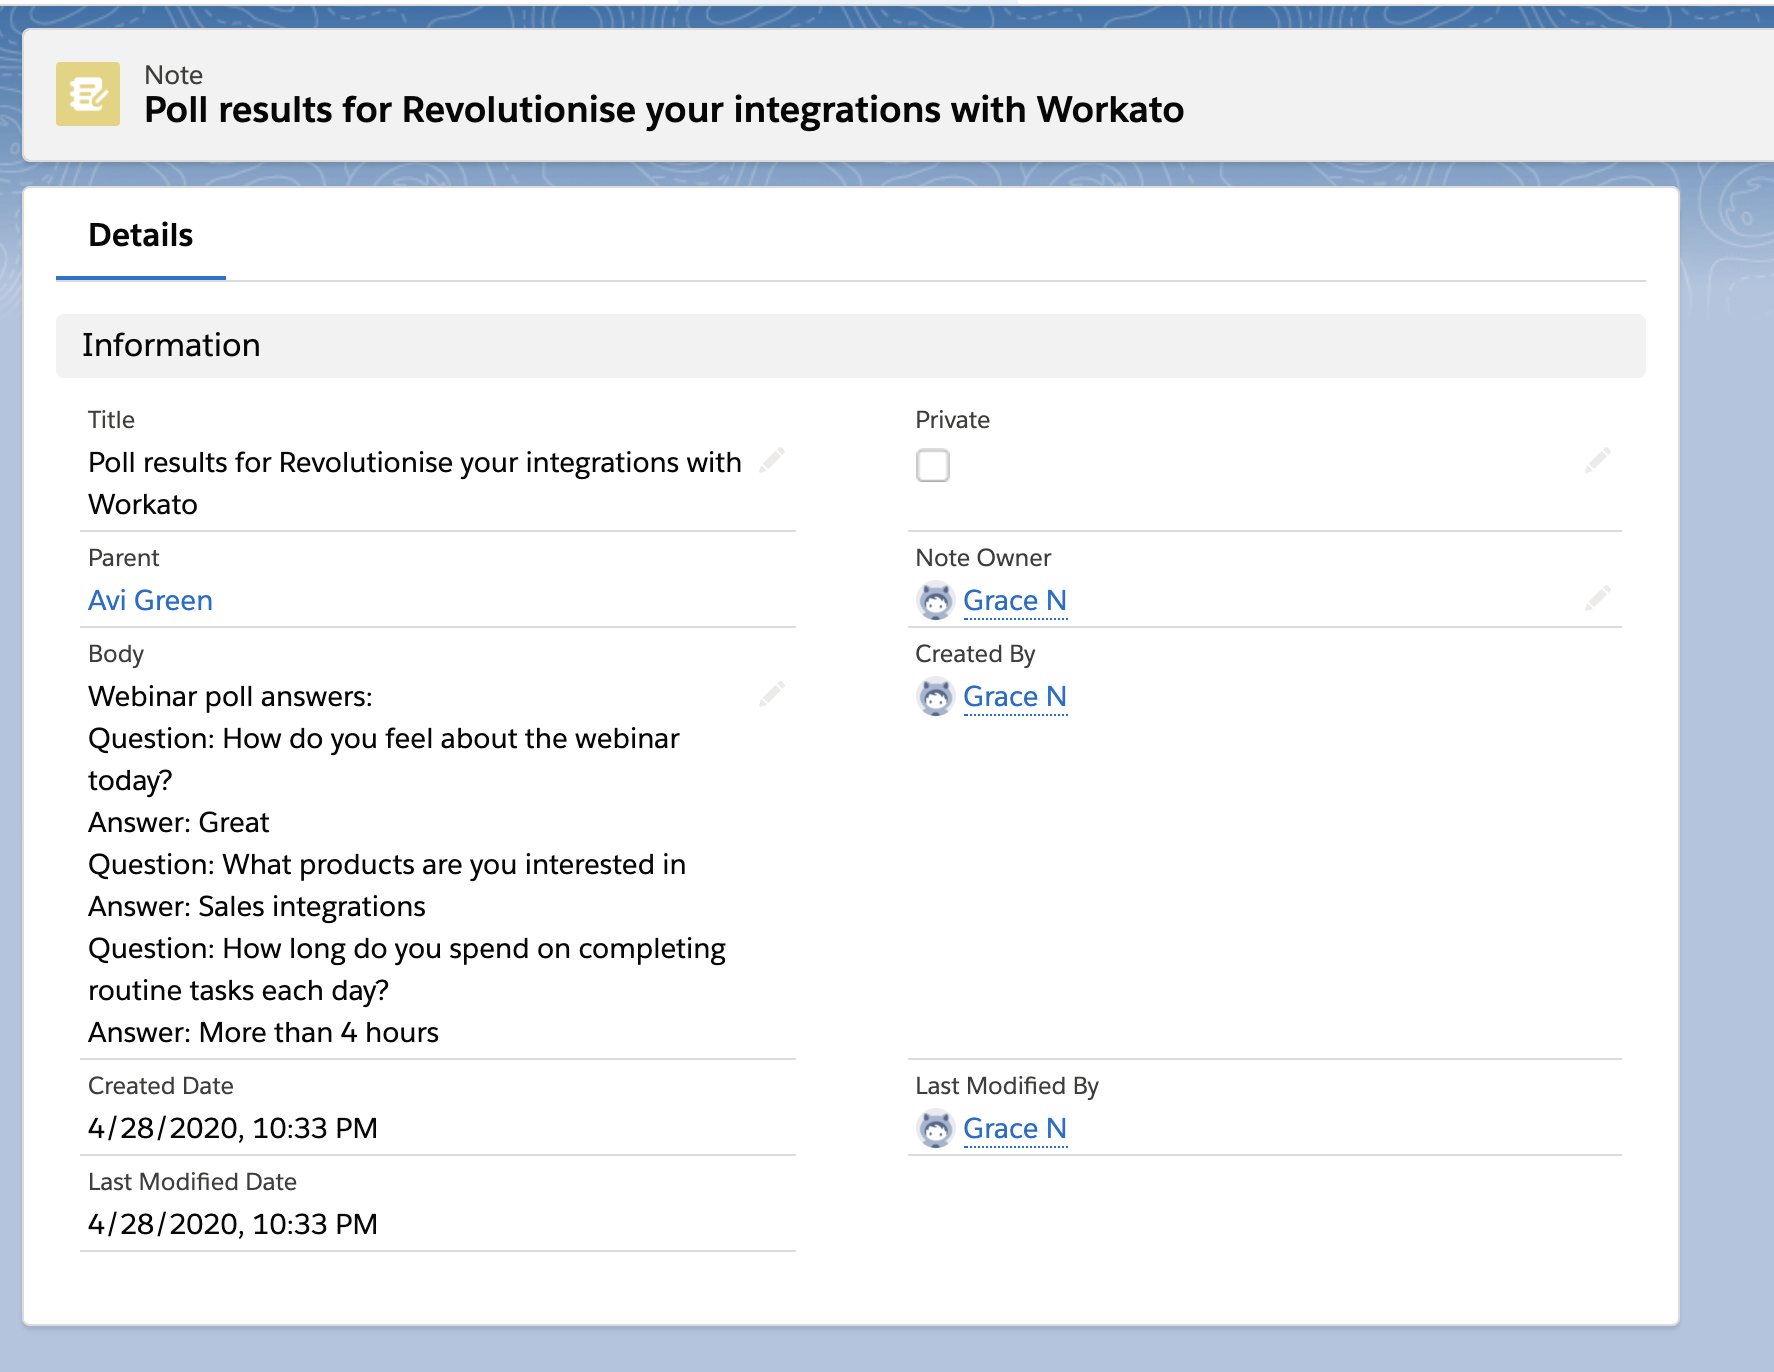 Note
Poll results for Revolutionise your integrations with Workato
Details
Information
Title
Poll results for Revolutionise your integrations with
Workato
Private
Parent
Avi Green
Note Owner
Grace N
Body
Webinar poll answers:
Question: How do you feel about the webinar
today?
Answer: Great
Question: What products are you interested in
Answer: Sales integrations
Question: How long do you spend on completing
routine tasks each day?
Answer: More than 4 hours
Created By
Grace N
Created Date
4/28/2020, 10:33 PM
Last Modified By
Grace N
Last Modified Date
4/28/2020, 10:33 PM